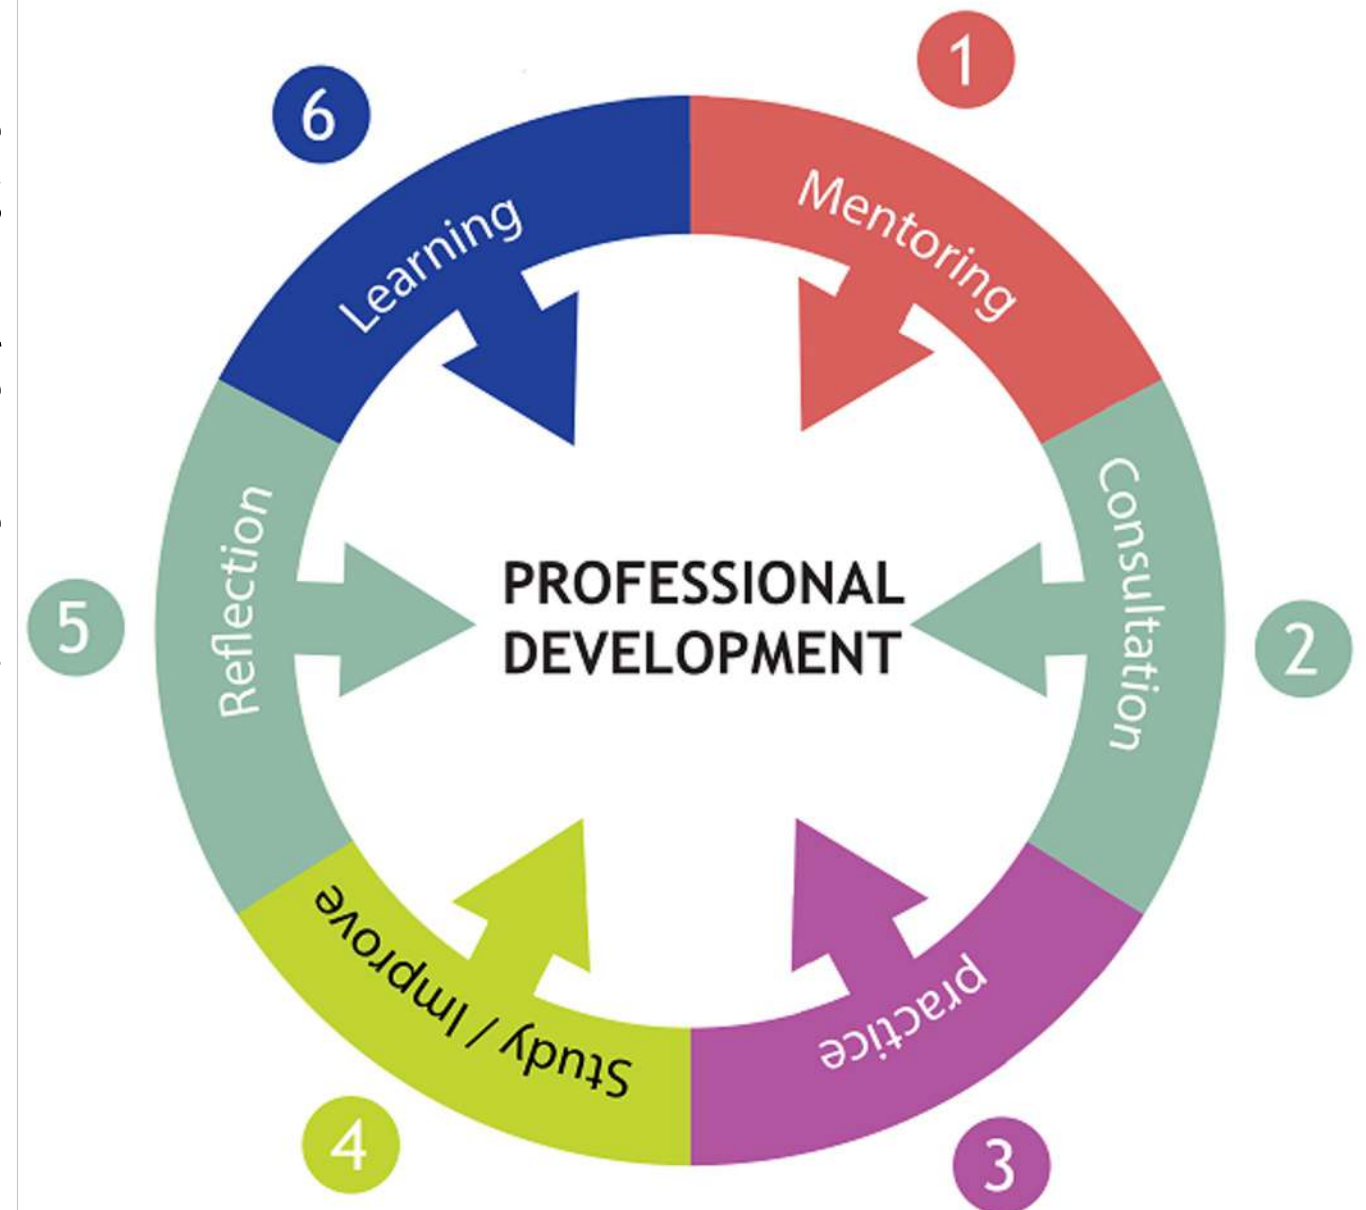 1
Mentoring
2
Consultation
3
practice
4
Study / Improve
5
Reflection
6
Learning
PROFESSIONAL
DEVELOPMENT